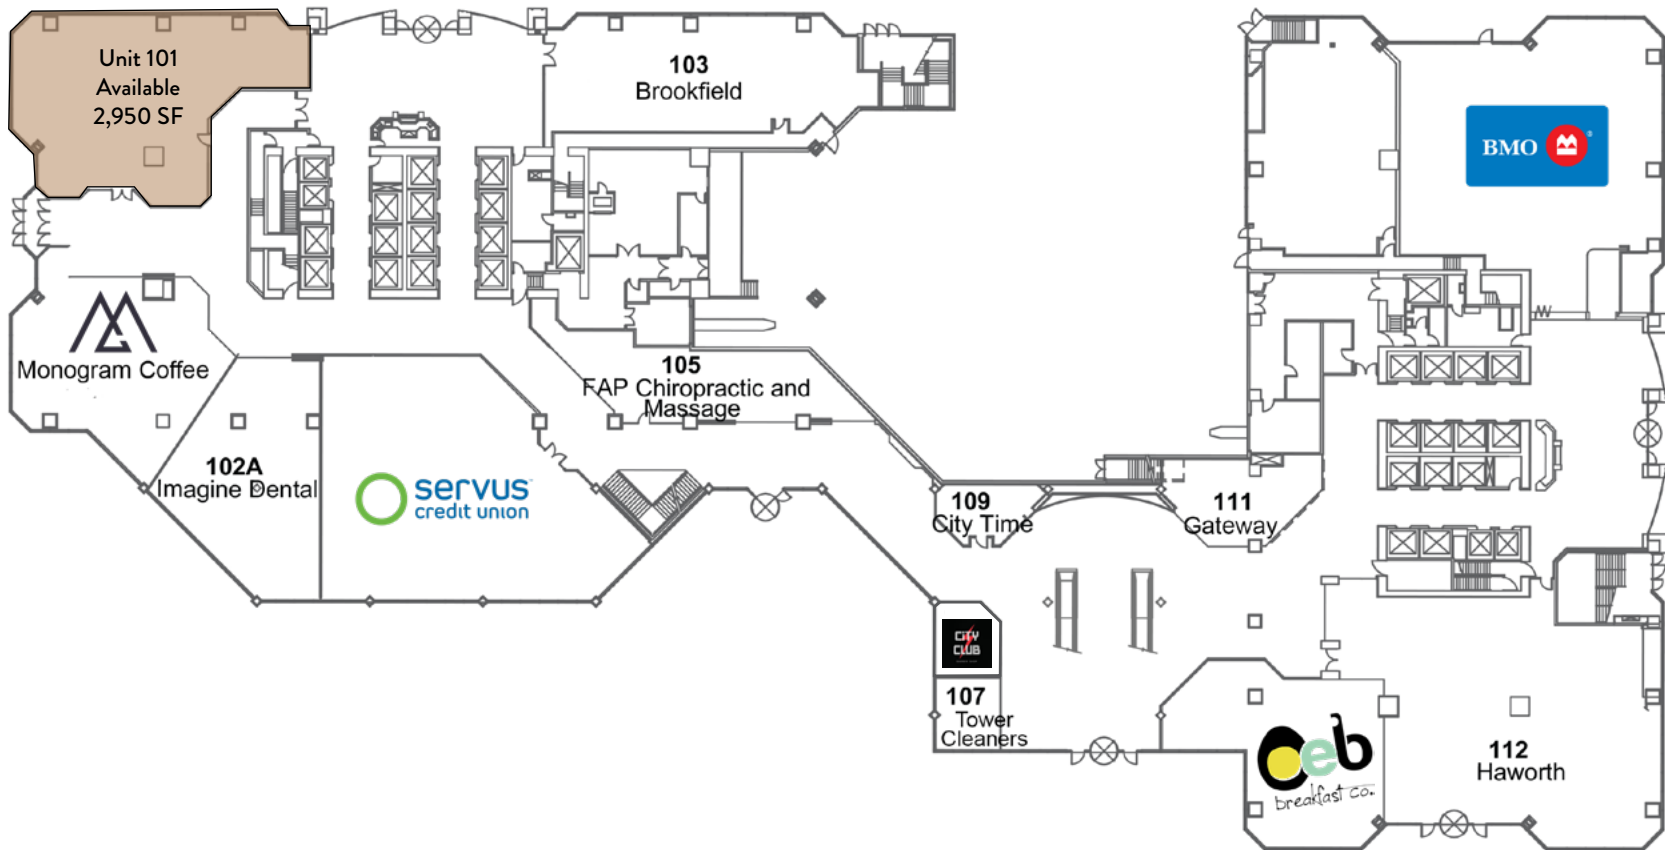 Unit 101
Available
2,950 SF
103
Brookfield
BMO
®
Monogram Coffee
105
FAP Chiropractic and
Massage
102A
Imagine Dental
servus
credit union
109
City Time
111
Gateway
CITY
CLUB
107
Tower
Cleaners
oeb
breakfast co.
112
Haworth